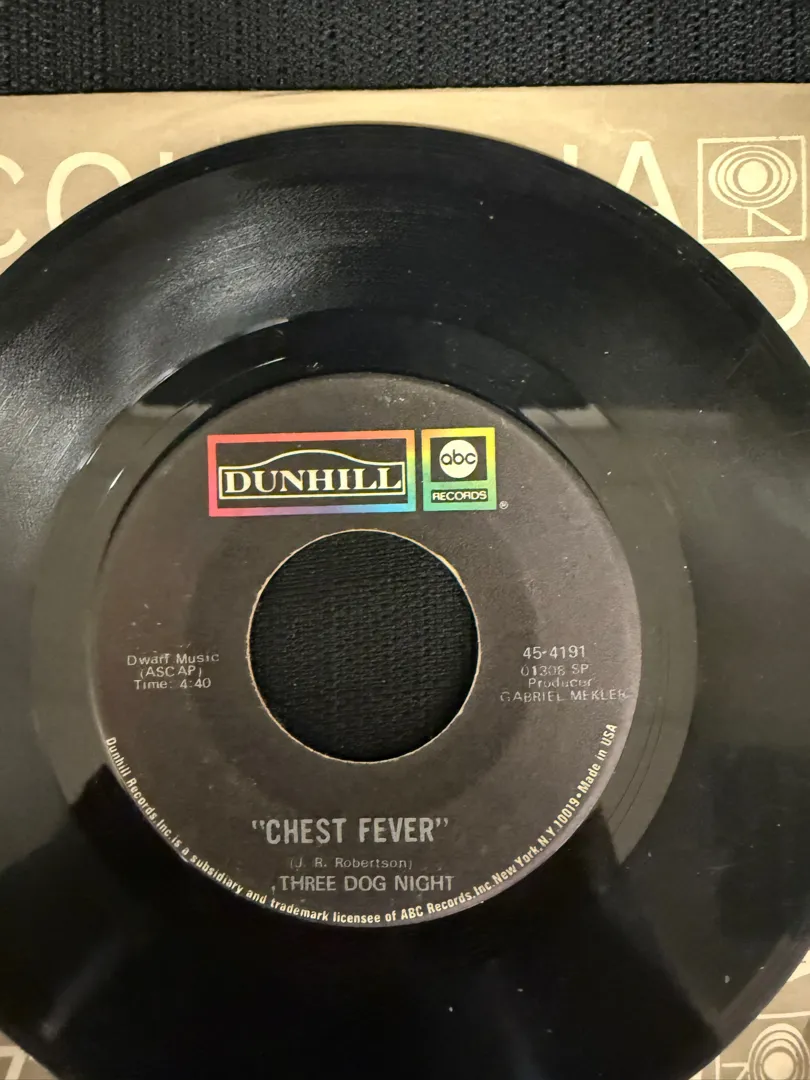 DUNHILL
abc
RECORDS
®
Dwarf Music
(ASCAP)
Time: 4:40
45-4191
01308 SP
Producer
GABRIEL MEKLER
"CHEST FEVER"
(J. R. Robertson)
THREE DOG NIGHT
Dunhill Records, Inc. is a subsidiary and trademark licensee of ABC Records, Inc. New York, N.Y. 10019 • Made in USA